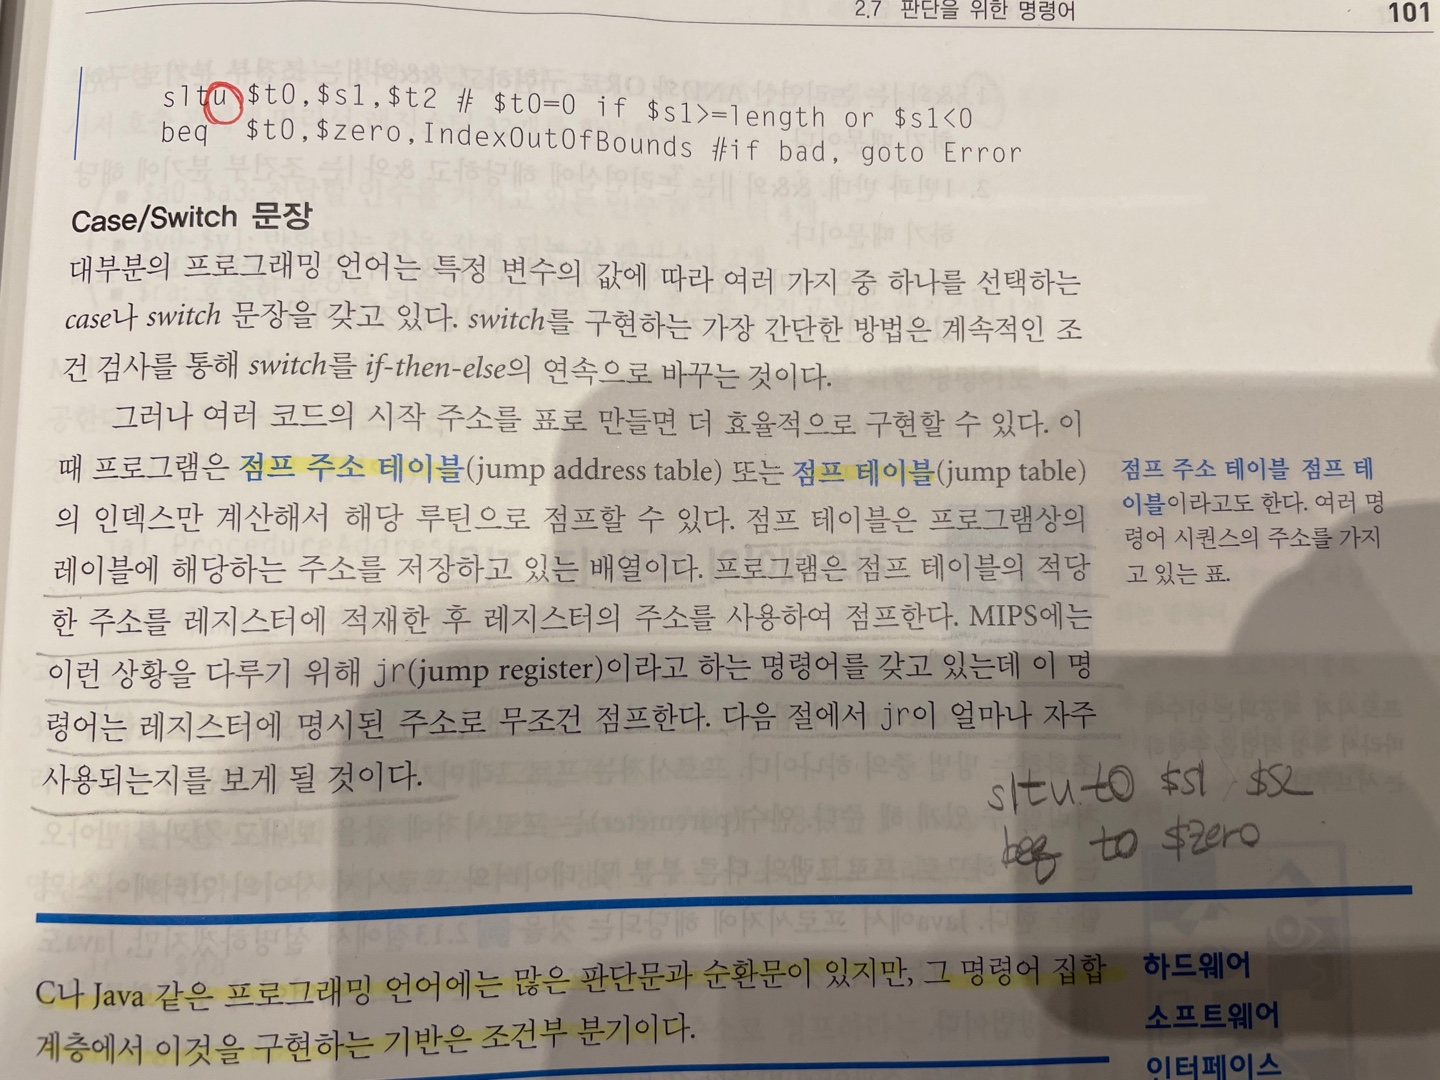 2.7 판단을 위한 명령어 101
sltu $t0,$s1,$t2 # $t0=0 if $s1>=length or $s1<0
beq $t0,$zero,IndexOutOfBounds #if bad, goto Error
Case/Switch 문장
대부분의 프로그래밍 언어는 특정 변수의 값에 따라 여러 가지 중 하나를 선택하는
case나 switch 문장을 갖고 있다. switch를 구현하는 가장 간단한 방법은 계속적인 조
건 검사를 통해 switch를 if-then-else의 연속으로 바꾸는 것이다.
그러나 여러 코드의 시작 주소를 표로 만들면 더 효율적으로 구현할 수 있다. 이
때 프로그램은 점프 주소 테이블(jump address table) 또는 점프 테이블(jump table)
의 인덱스만 계산해서 해당 루틴으로 점프할 수 있다. 점프 테이블은 프로그램상의
레이블에 해당하는 주소를 저장하고 있는 배열이다. 프로그램은 점프 테이블의 적당
한 주소를 레지스터에 적재한 후 레지스터의 주소를 사용하여 점프한다. MIPS에는
이런 상황을 다루기 위해 jr(jump register)이라고 하는 명령어를 갖고 있는데 이 명
령어는 레지스터에 명시된 주소로 무조건 점프한다. 다음 절에서 jr이 얼마나 자주
사용되는지를 보게 될 것이다.
점프 주소 테이블 점프 테
이블이라고도 한다. 여러 명
령어 시퀀스의 주소를 가지
고 있는 표.
sltu t0 $s1 $s2
beq t0 $zero
C나 Java 같은 프로그래밍 언어에는 많은 판단문과 순환문이 있지만, 그 명령어 집합
계층에서 이것을 구현하는 기반은 조건부 분기이다.
하드웨어
소프트웨어
인터페이스